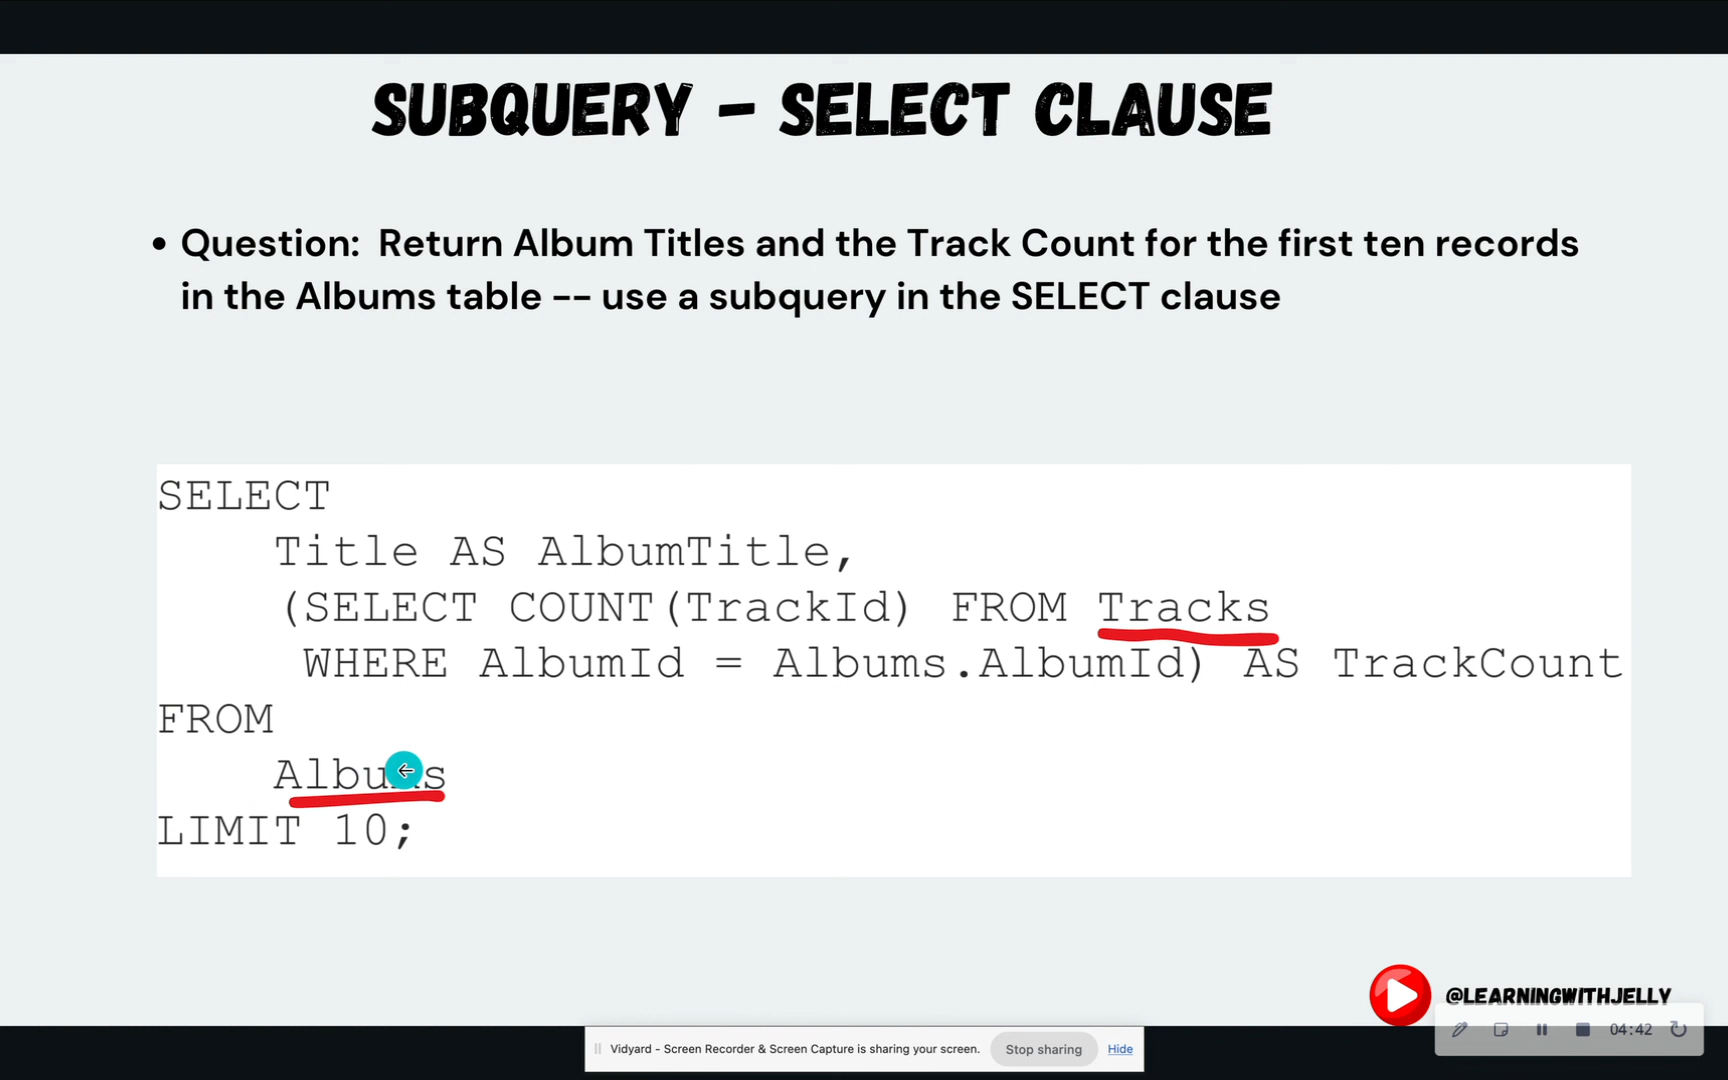 SUBQUERY - SELECT CLAUSE
• Question:  Return Album Titles and the Track Count for the first ten records
in the Albums table -- use a subquery in the SELECT clause
SELECT
Title AS AlbumTitle,
(SELECT COUNT(TrackId) FROM Tracks
WHERE AlbumId = Albums.AlbumId) AS TrackCount
FROM
Albums
LIMIT 10;
@LEARNINGWITHJELLY
04:42
Vidyard - Screen Recorder & Screen Capture is sharing your screen. Stop sharing Hide